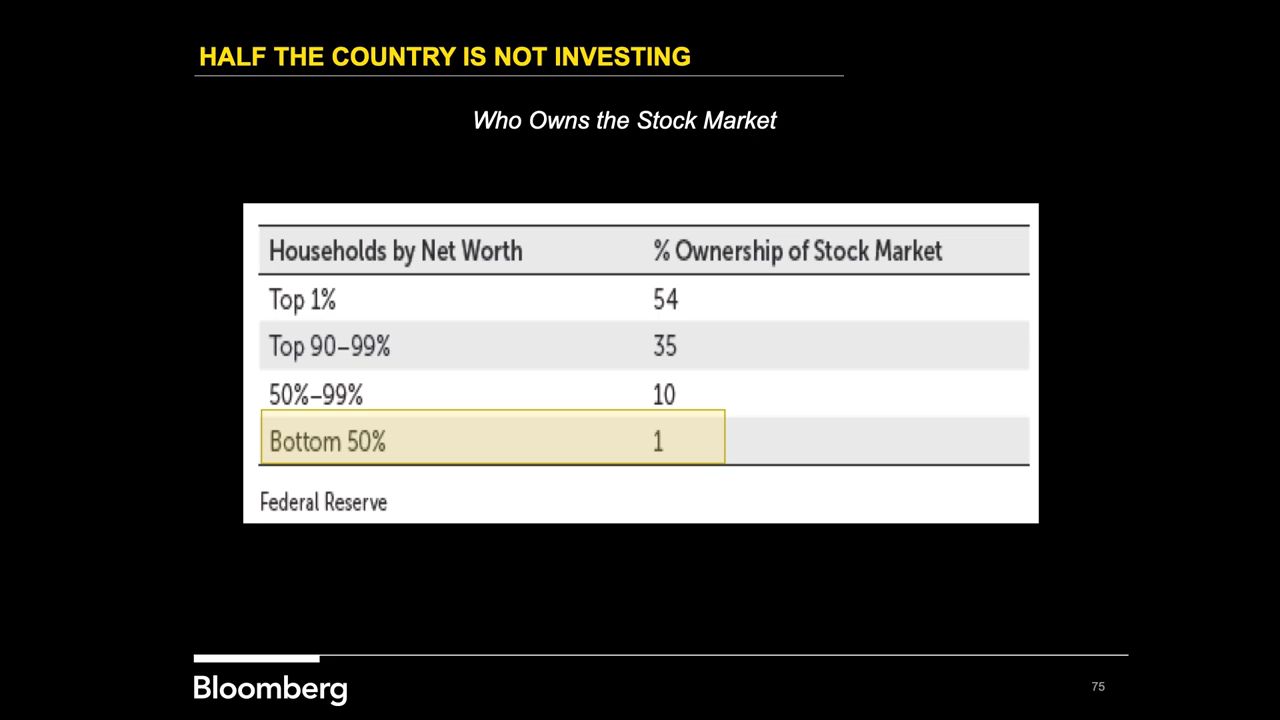 HALF THE COUNTRY IS NOT INVESTING
Who Owns the Stock Market
Households by Net Worth % Ownership of Stock Market
Top 1% 54
Top 90–99% 35
50%–99% 10
Bottom 50% 1
Federal Reserve
Bloomberg 75